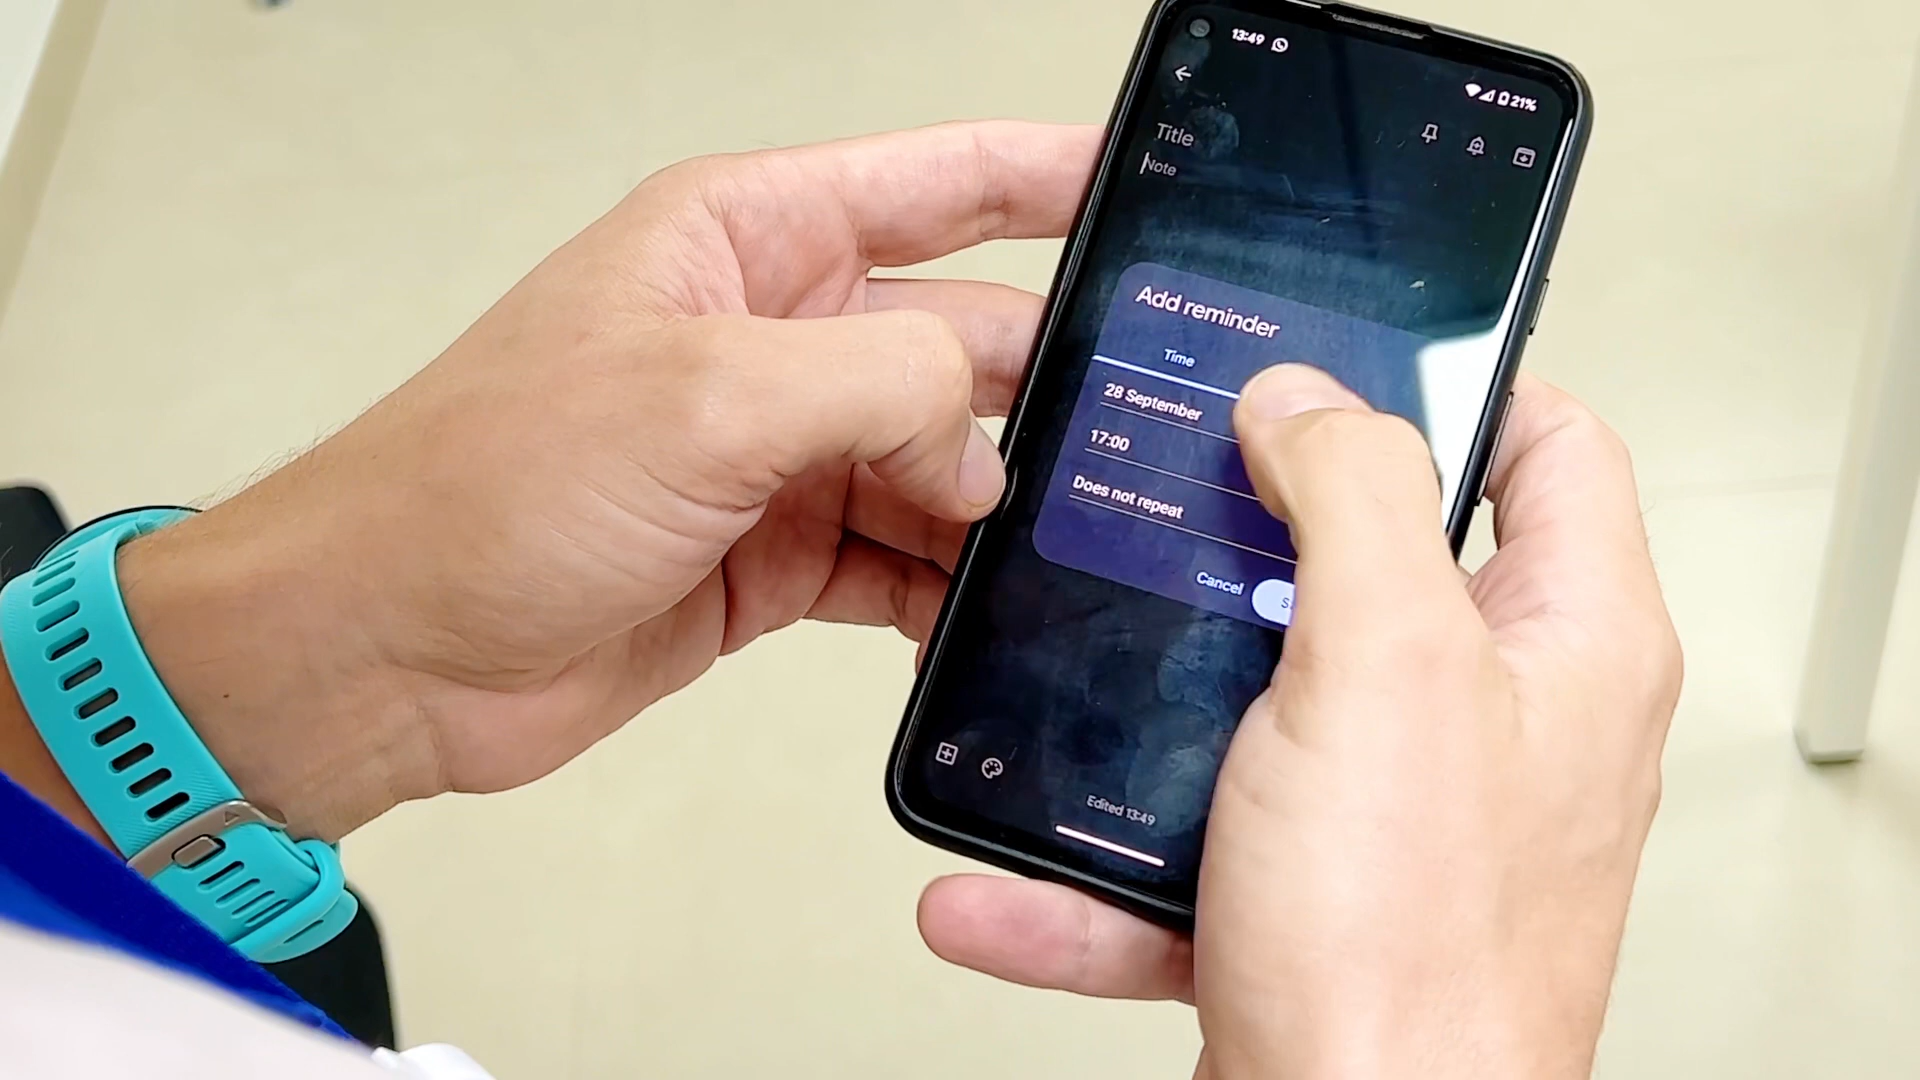 13:49
21%
Title
Note
Add reminder
Time
28 September
17:00
Does not repeat
Cancel
Edited 13:49